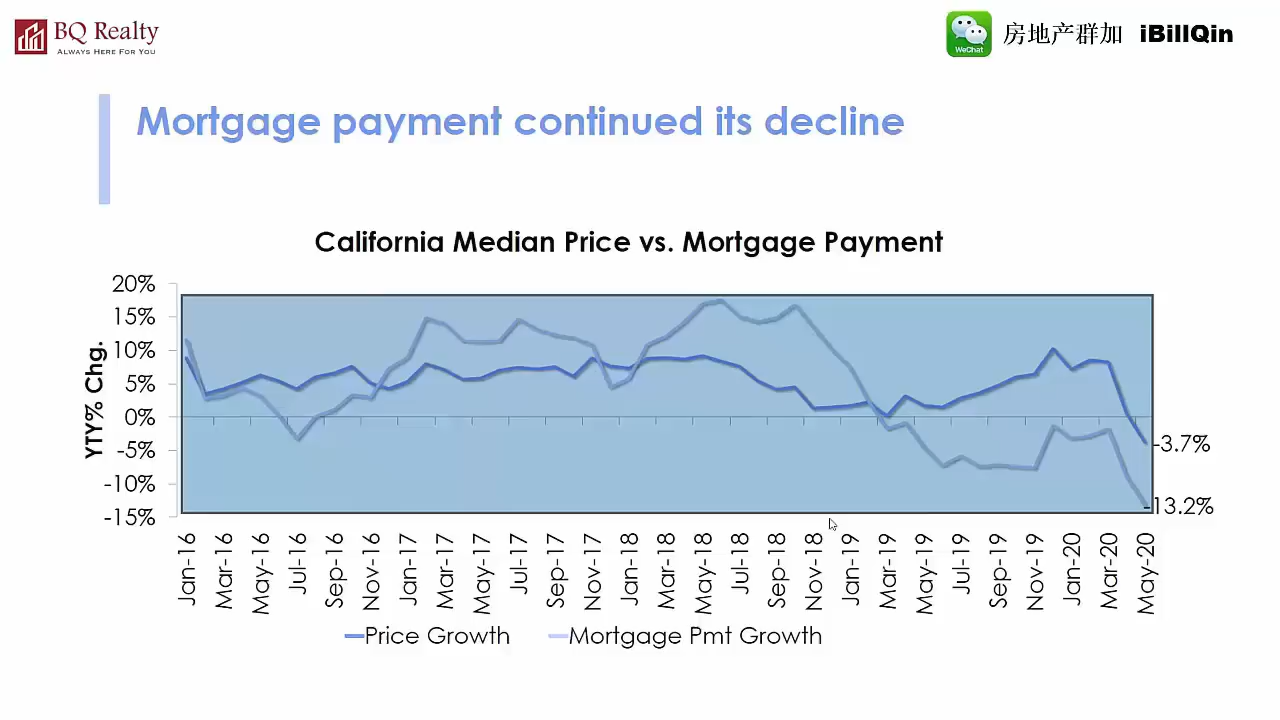 BQ Realty
ALWAYS HERE FOR YOU
WeChat
房地产群加 iBillQin
Mortgage payment continued its decline
California Median Price vs. Mortgage Payment
YTY% Chg.
20%
15%
10%
5%
0%
-5%
-10%
-15%
-3.7%
-13.2%
Jan-16
Mar-16
May-16
Jul-16
Sep-16
Nov-16
Jan-17
Mar-17
May-17
Jul-17
Sep-17
Nov-17
Jan-18
Mar-18
May-18
Jul-18
Sep-18
Nov-18
Jan-19
Mar-19
May-19
Jul-19
Sep-19
Nov-19
Jan-20
Mar-20
May-20
Price Growth
Mortgage Pmt Growth